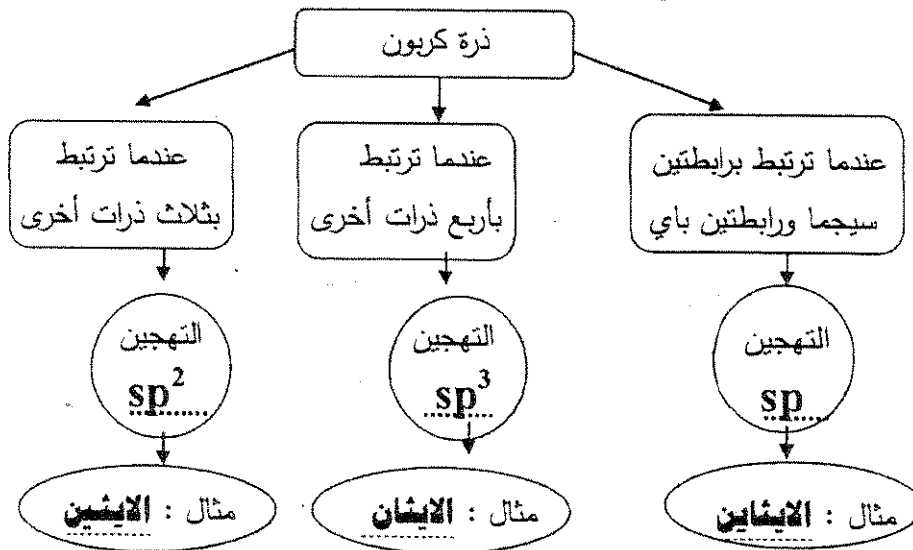 ذرة كربون
عندما ترتبط برابطتين
سيجما ورابطتين باي
عندما ترتبط
بأربع ذرات أخرى
عندما ترتبط
بثلاث ذرات أخرى
التهجين
sp
التهجين
sp³
التهجين
sp²
مثال : الايثاين
مثال : الايثان
مثال : الايثين